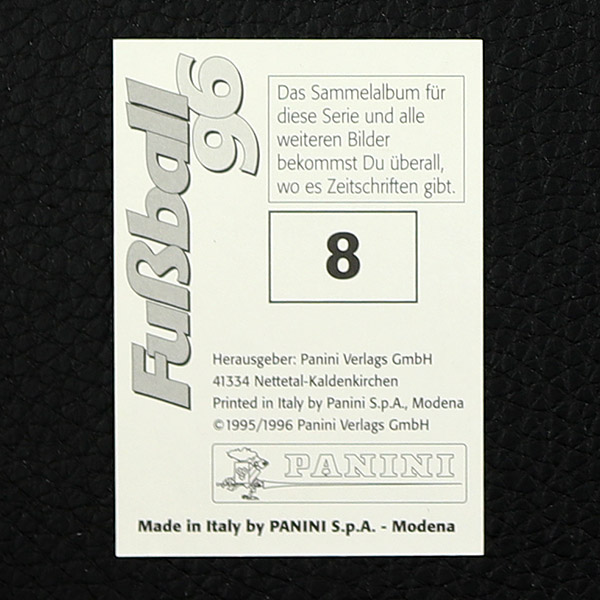 Fußball
96
Das Sammelalbum für
diese Serie und alle
weiteren Bilder
bekommst Du überall,
wo es Zeitschriften gibt.
8
Herausgeber: Panini Verlags GmbH
41334 Nettetal-Kaldenkirchen
Printed in Italy by Panini S.p.A., Modena
©1995/1996 Panini Verlags GmbH
PANINI
Made in Italy by PANINI S.p.A. - Modena